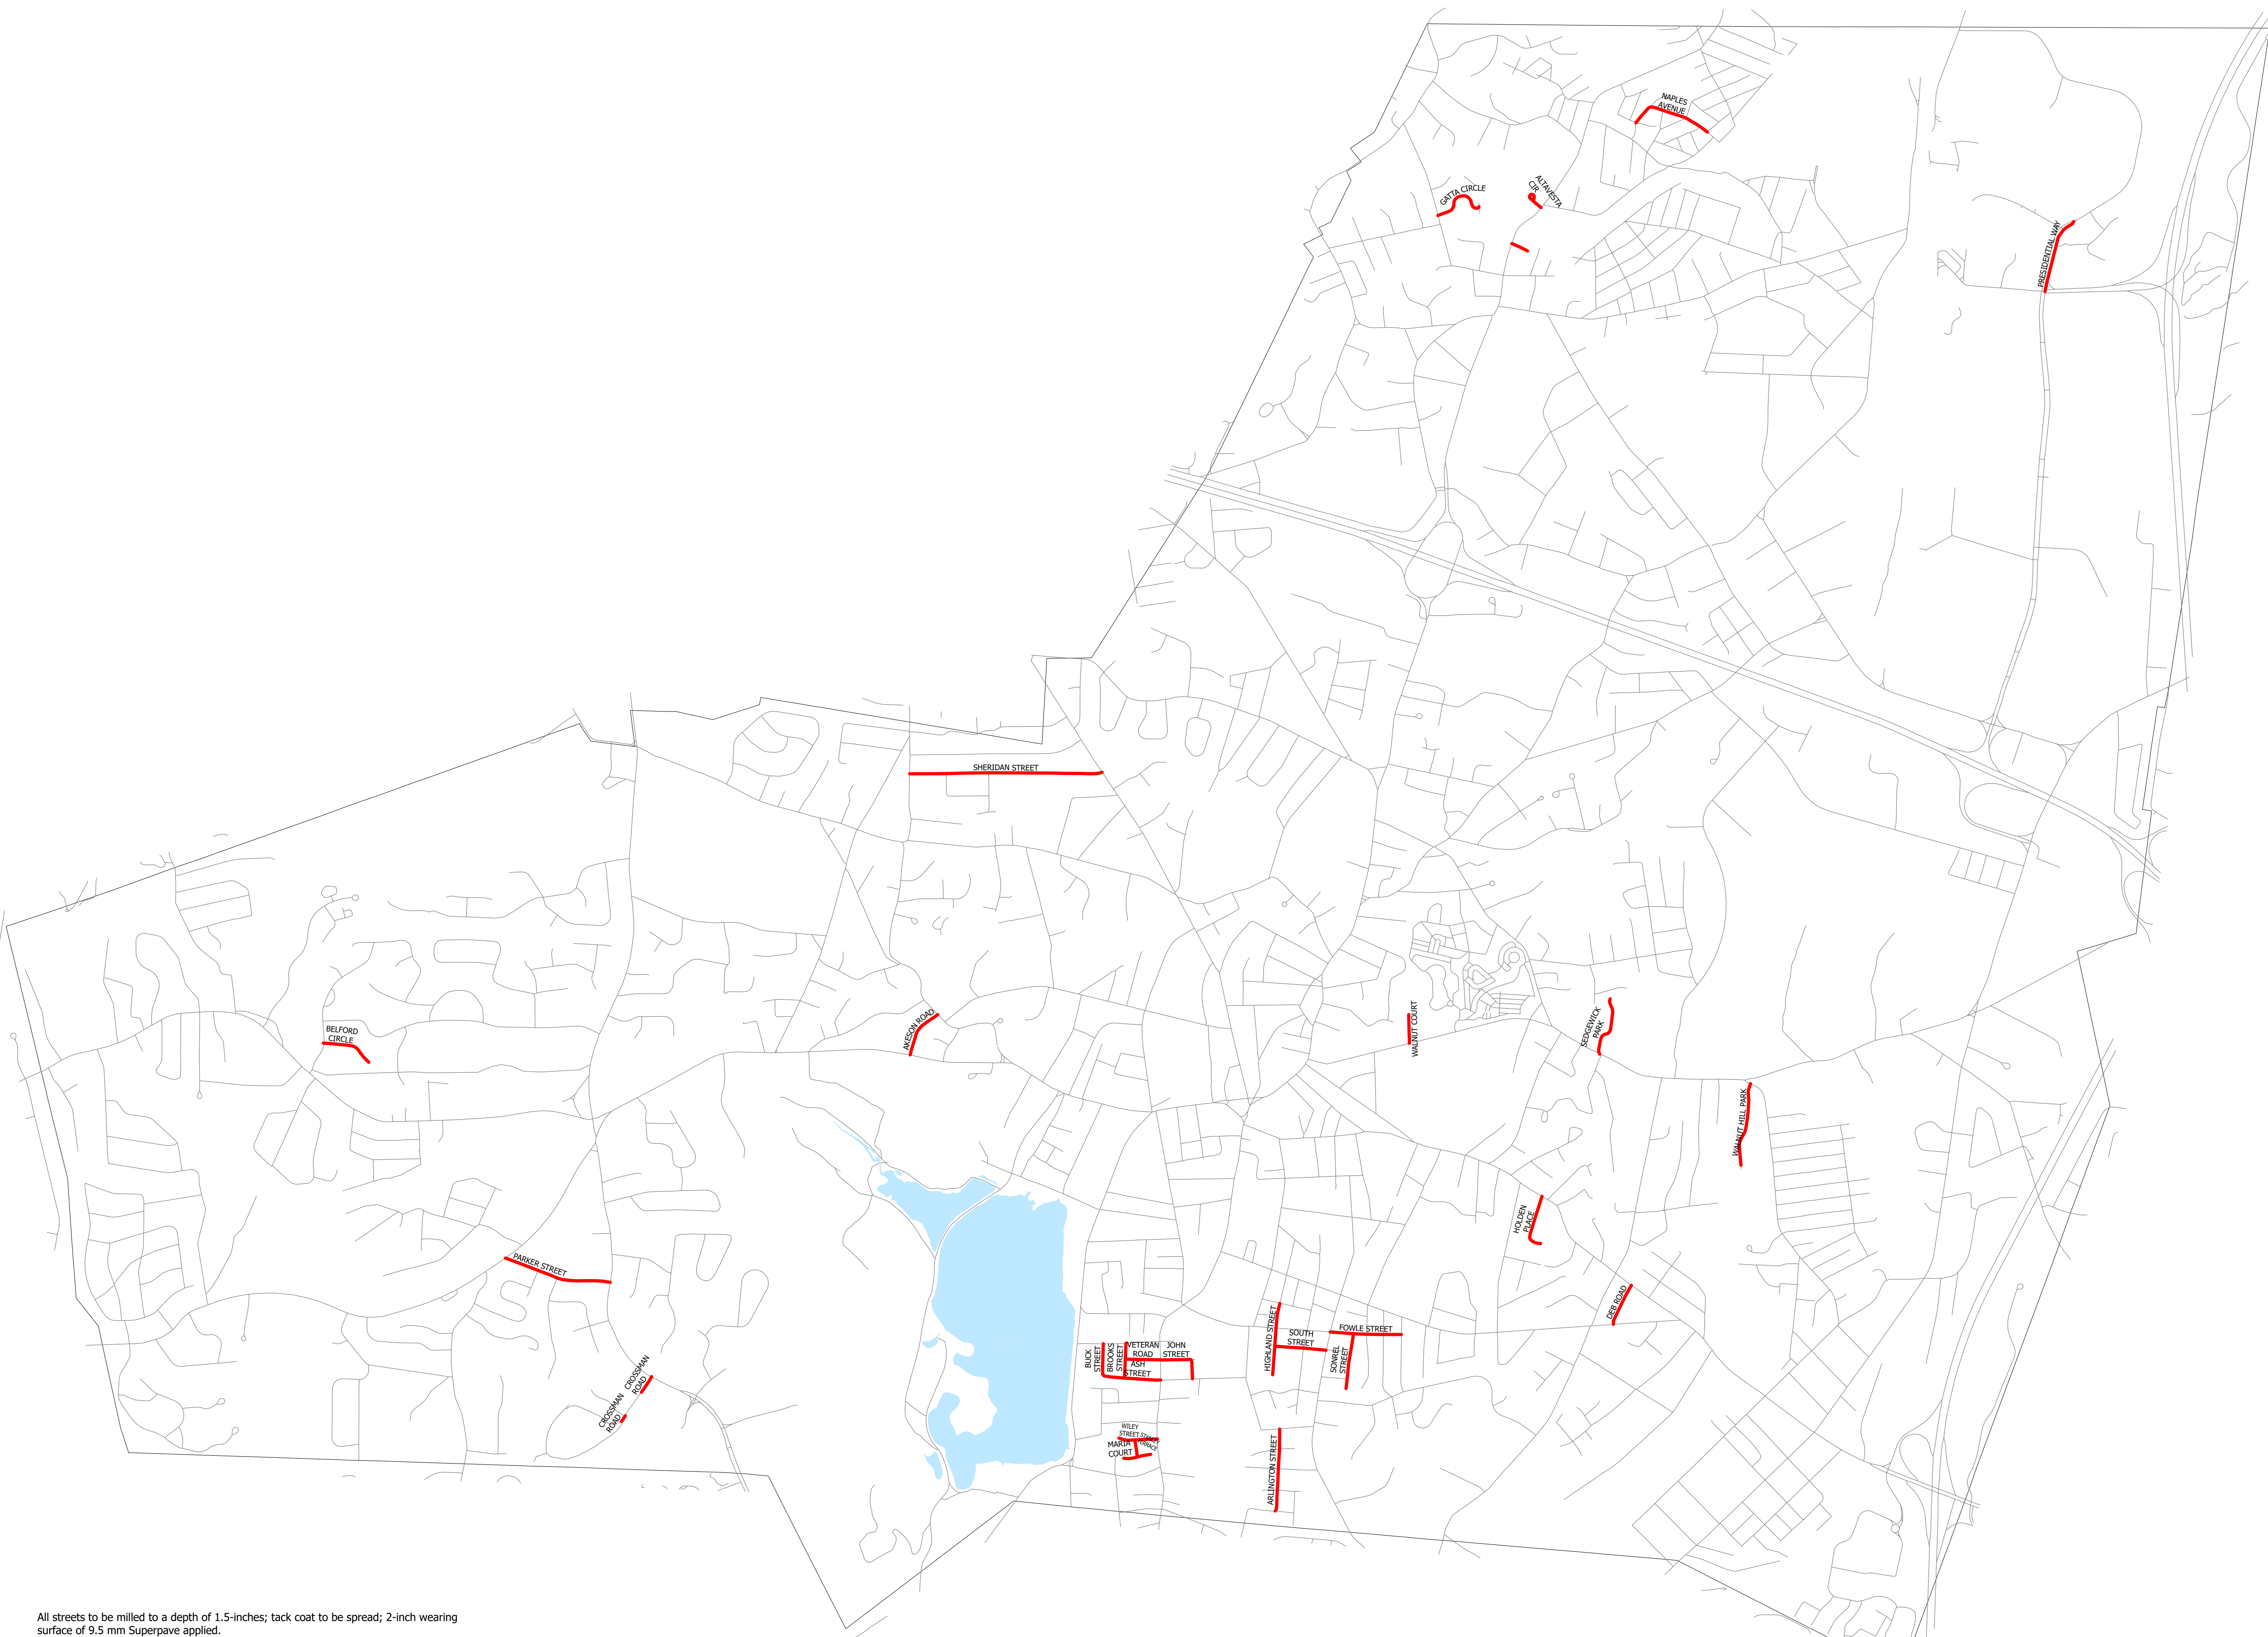 NAPLES
AVENUE
GATTA CIRCLE
ALTAVESTA
CIR
PRESIDENTIAL WAY
SHERIDAN STREET
BELFORD
CIRCLE
AKESON ROAD
WALNUT COURT
SEDGEWICK
PARK
WALNUT HILL PARK
HOLDEN
PLACE
PARKER STREET
DEB ROAD
HIGHLAND STREET
SOUTH
STREET
FOWLE STREET
SONREL
STREET
BUCK
STREET
BROOKS
STREET
VETERAN
ROAD
JOHN
STREET
ASH
STREET
CROSSMAN
ROAD
CROSSMAN
ROAD
WILEY
STREET
STREET
TERRACE
MARIA
COURT
ARLINGTON STREET
All streets to be milled to a depth of 1.5-inches; tack coat to be spread; 2-inch wearing
surface of 9.5 mm Superpave applied.